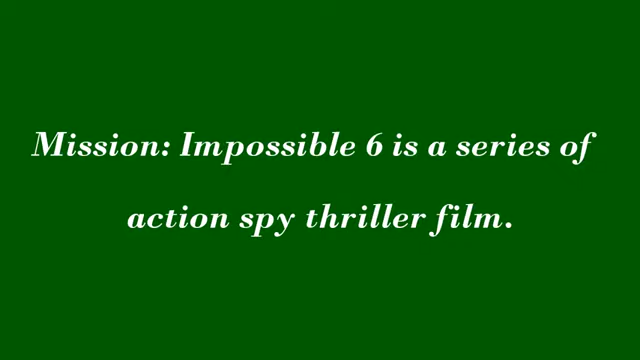 Mission: Impossible 6 is a series of
action spy thriller film.